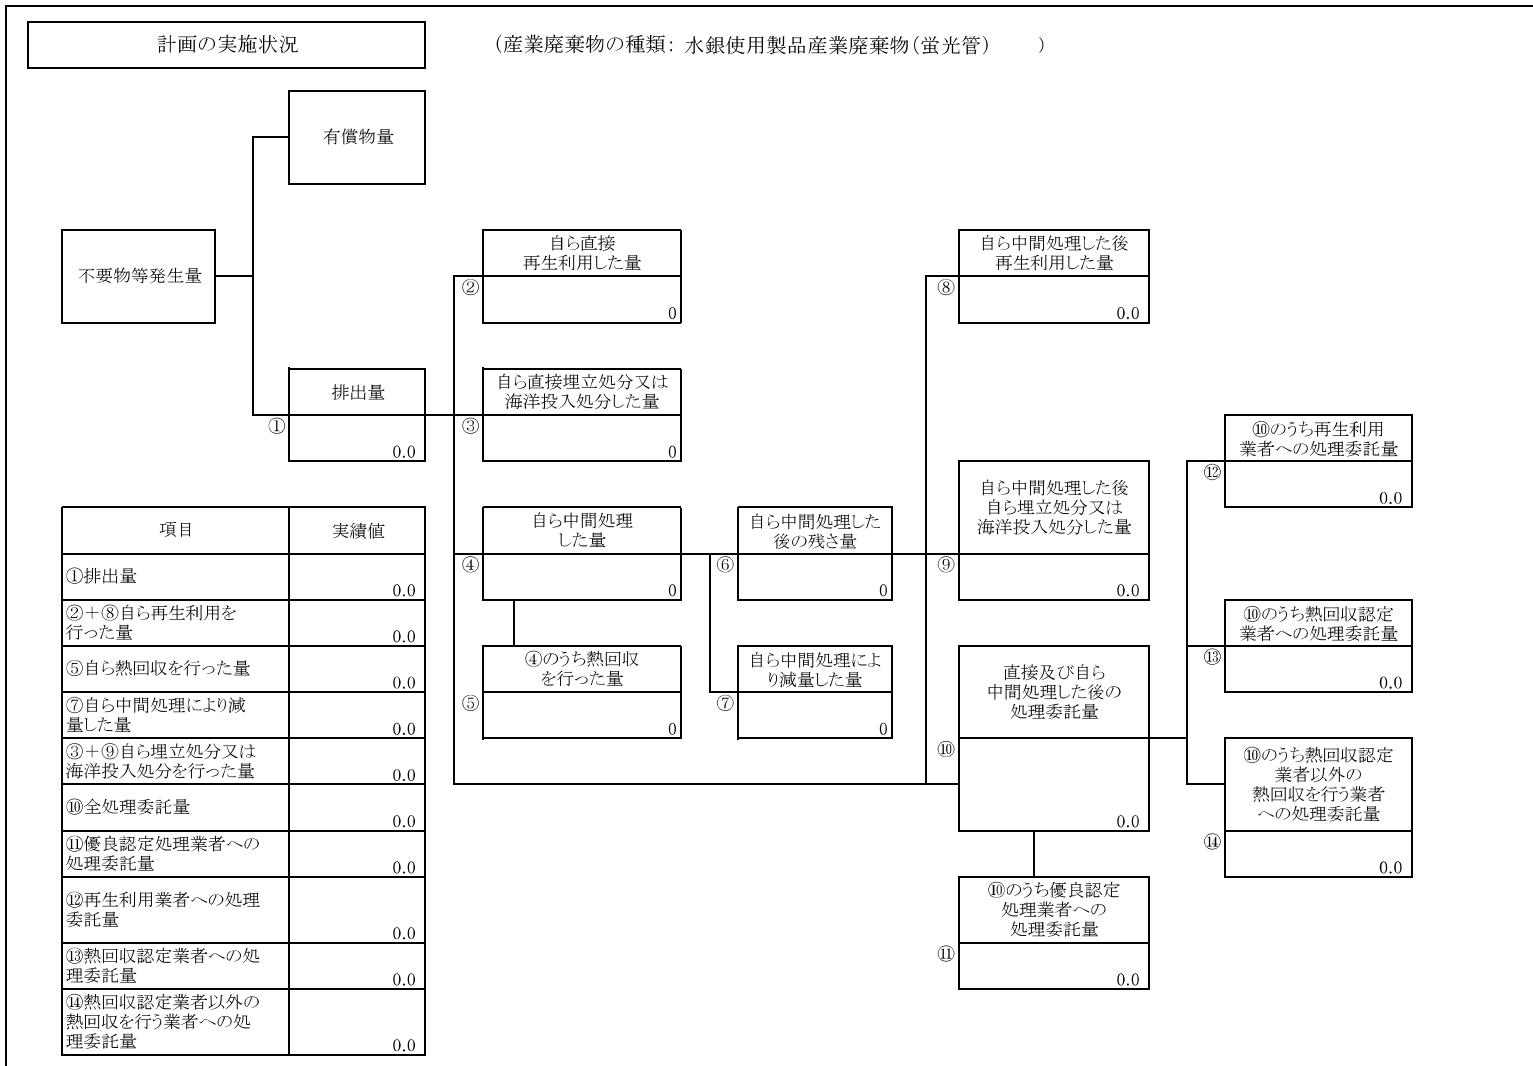 計画の実施状況
（産業廃棄物の種類： 水銀使用製品産業廃棄物（蛍光管）　　）
有償物量
不要物等発生量
自ら直接
再生利用した量
②
0
自ら中間処理した後
再生利用した量
⑧
0.0
排出量
①
0.0
自ら直接埋立処分又は
海洋投入処分した量
③
0
⑩のうち再生利用
業者への処理委託量
⑫
0.0
自ら中間処理
した量
④
0
自ら中間処理した
後の残さ量
⑥
0
自ら中間処理した後
自ら埋立処分又は
海洋投入処分した量
⑨
0.0
④のうち熱回収
を行った量
⑤
0
自ら中間処理によ
り減量した量
⑦
0
直接及び自ら
中間処理した後の
処理委託量
⑩
0.0
⑩のうち熱回収認定
業者への処理委託量
⑬
0.0
⑩のうち熱回収認定
業者以外の
熱回収を行う業者
への処理委託量
⑭
0.0
⑩のうち優良認定
処理業者への
処理委託量
⑪
0.0
項目 実績値
①排出量
0.0
②＋⑧自ら再生利用を
行った量
0.0
⑤自ら熱回収を行った量
0.0
⑦自ら中間処理により減
量した量
0.0
③＋⑨自ら埋立処分又は
海洋投入処分を行った量
0.0
⑩全処理委託量
0.0
⑪優良認定処理業者への
処理委託量
0.0
⑫再生利用業者への処理
委託量
0.0
⑬熱回収認定業者への処
理委託量
0.0
⑭熱回収認定業者以外の
熱回収を行う業者への処
理委託量
0.0